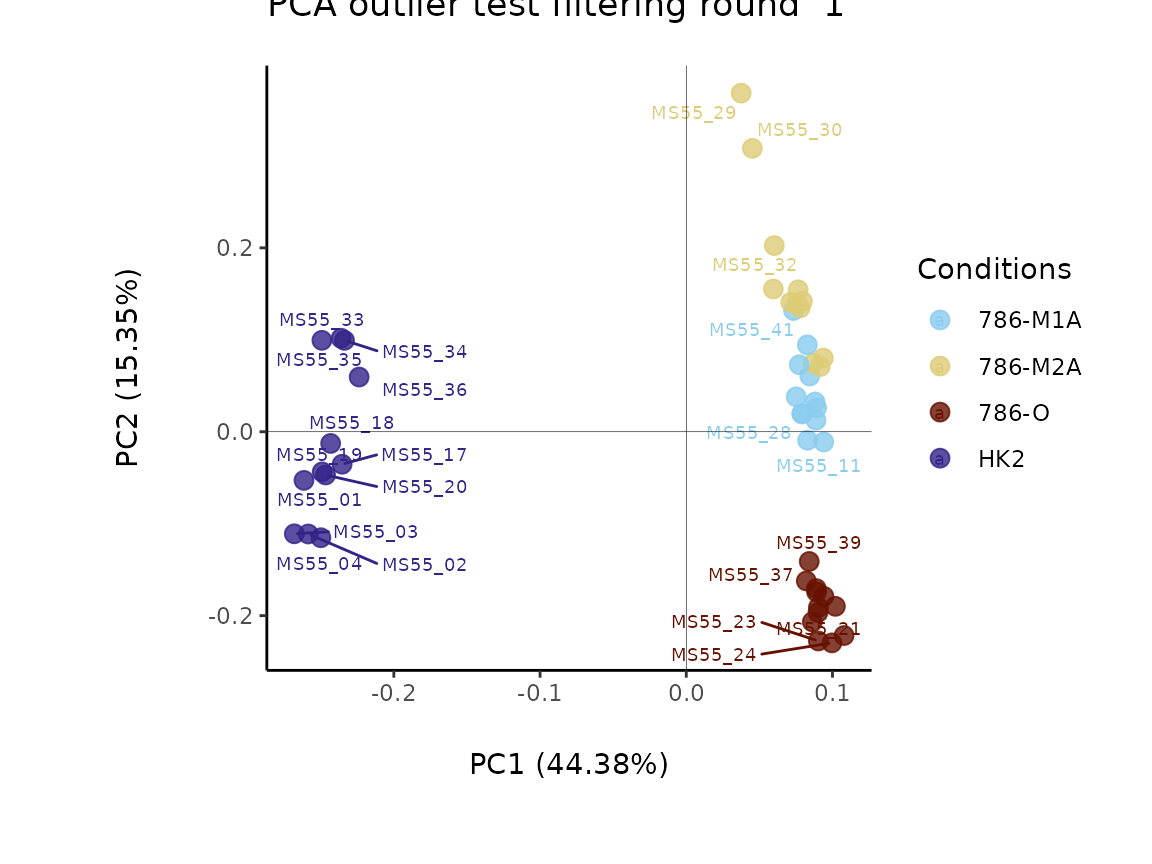 PCA outlier test filtering round 1
MS55_29
MS55_30
0.2
MS55_32
Conditions
MS55_33
786-M1A
MS55_41
MS55_34
MS55_35
786-M2A
MS55_36
786-O
MS55_18
0.0
MS55_28
MS55_19
MS55_17
HK2
MS55_11
MS55_20
MS55_01
MS55_03
MS55_39
MS55_04
MS55_02
MS55_37
-0.2
MS55_23
MS55_21
MS55_24
-0.2
-0.1
0.0
0.1
PC1 (44.38%)
PC2 (15.35%)
a
a
a
a